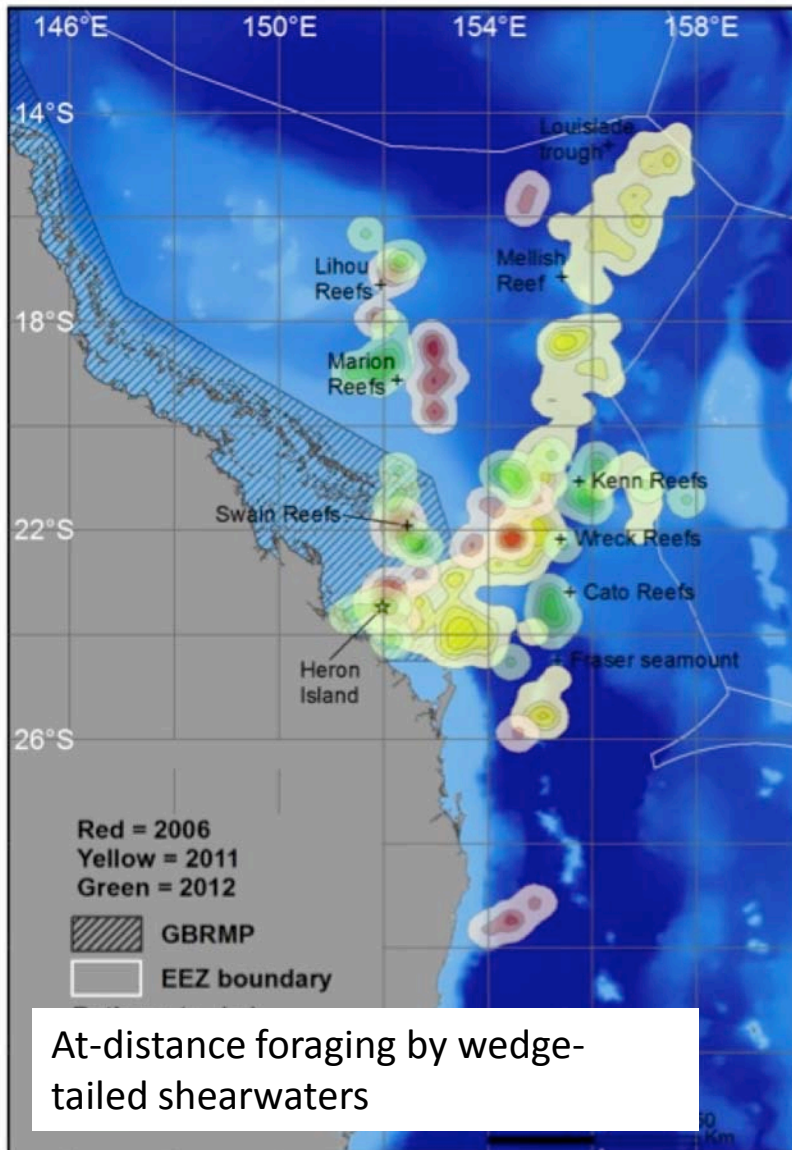 146°E 150°E 154°E 158°E
14°S
Louisiade
trough
Lihou
Reefs
Mellish
Reef
18°S
Marion
Reefs
Kenn Reefs
Swain Reefs
22°S
Wreck Reefs
Cato Reefs
Heron
Island
Fraser seamount
26°S
Red = 2006
Yellow = 2011
Green = 2012
GBRMP
EEZ boundary
At-distance foraging by wedge-
tailed shearwaters
Km